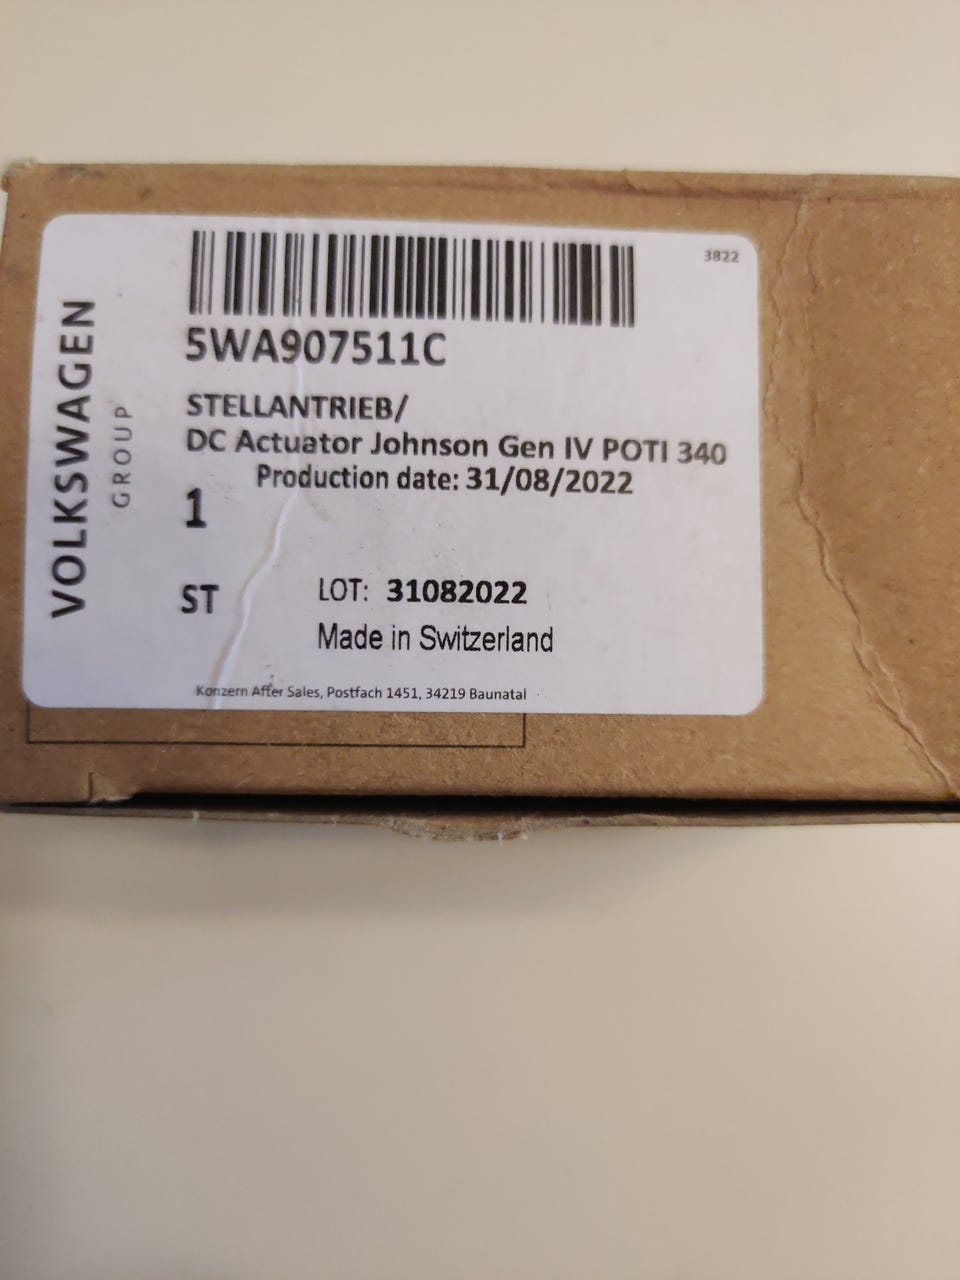 3822
VOLKSWAGEN
GROUP
5WA907511C
STELLANTRIEB/
DC Actuator Johnson Gen IV POTI 340
Production date: 31/08/2022
1
ST
LOT: 31082022
Made in Switzerland
Konzern After Sales, Postfach 1451, 34219 Baunatal